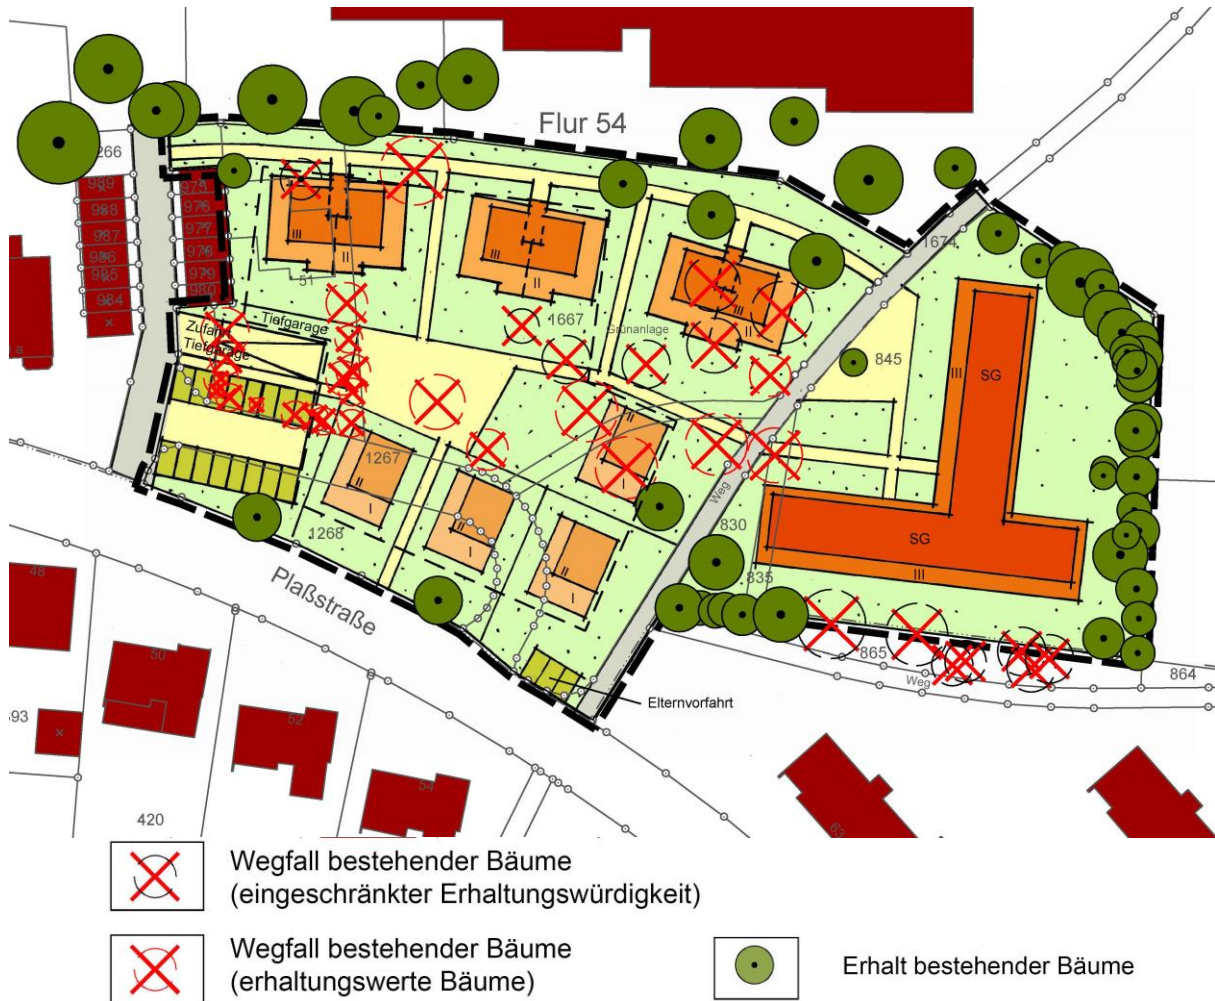 Flur 54
266
989
988
987
986
985
984
975
976
977
978
979
980
51
III
II
III
II
III
II
1667
Grünanlage
1674
845
III
SG
SG
III
Zufahrt
Tiefgarage
Tiefgarage
1267
1268
II
I
II
I
II
I
II
I
Weg
830
835
865
Weg
864
Plaßstraße
Elternvorfahrt
48
50
52
54
393
420
63
a
Wegfall bestehender Bäume
(eingeschränkter Erhaltungswürdigkeit)
Wegfall bestehender Bäume
(erhaltungswerte Bäume)
Erhalt bestehender Bäume